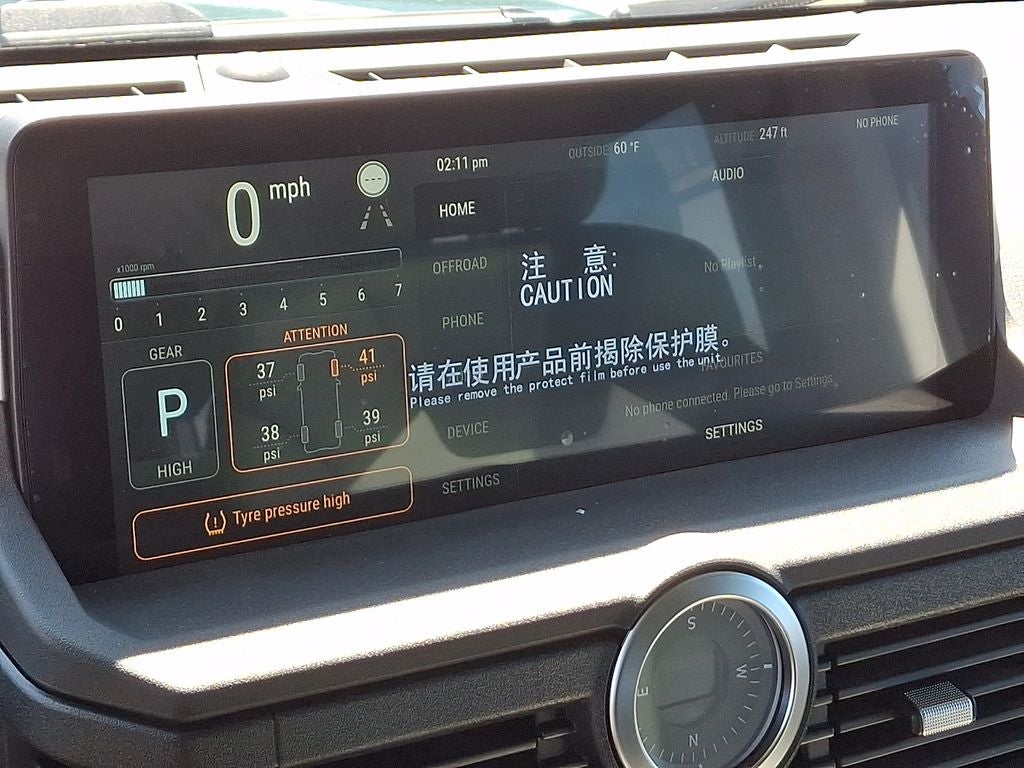 0 mph
02:11 pm
OUTSIDE 60 °F
ALTITUDE 247 ft
NO PHONE
HOME
AUDIO
x1000 rpm
0 1 2 3 4 5 6 7
OFFROAD
注 意:
CAUTION
No Playlist
GEAR
P
HIGH
ATTENTION
37 psi
41 psi
38 psi
39 psi
PHONE
请在使用产品前揭除保护膜。
Please remove the protect film before use the unit.
FAVOURITES
No phone connected. Please go to Settings
DEVICE
SETTINGS
SETTINGS
Tyre pressure high
S
W
E
N